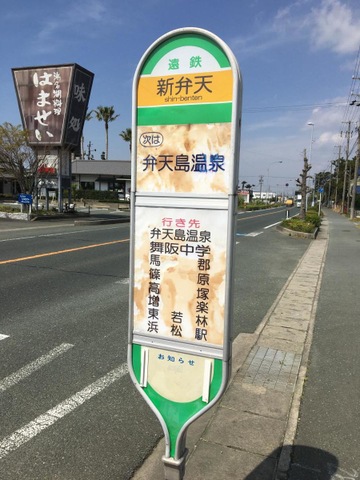 遠鉄
新弁天
shin-benten
次は
弁天島温泉
行き先
弁天島温泉
舞阪中学
馬郡
篠原
高塚
増楽
東若林
浜松駅
お知らせ
味処
はませい